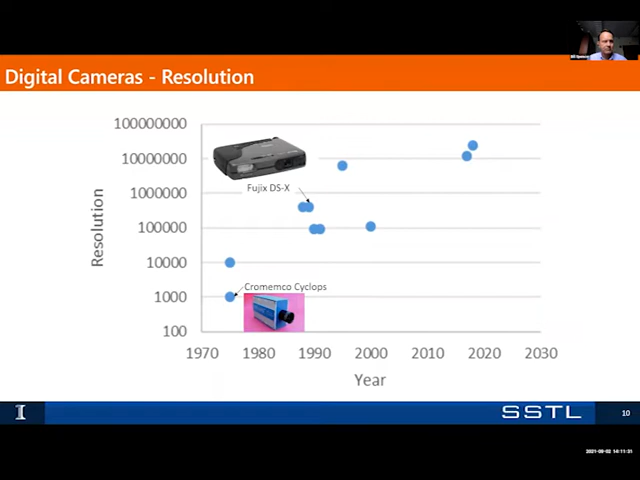 Digital Cameras - Resolution
100000000
10000000
1000000
100000
10000
1000
100
Resolution
Fujix DS-X
Cromemco Cyclops
1970 1980 1990 2000 2010 2020 2030
Year
I
SSTL
10
2021-09-02 14:11:31